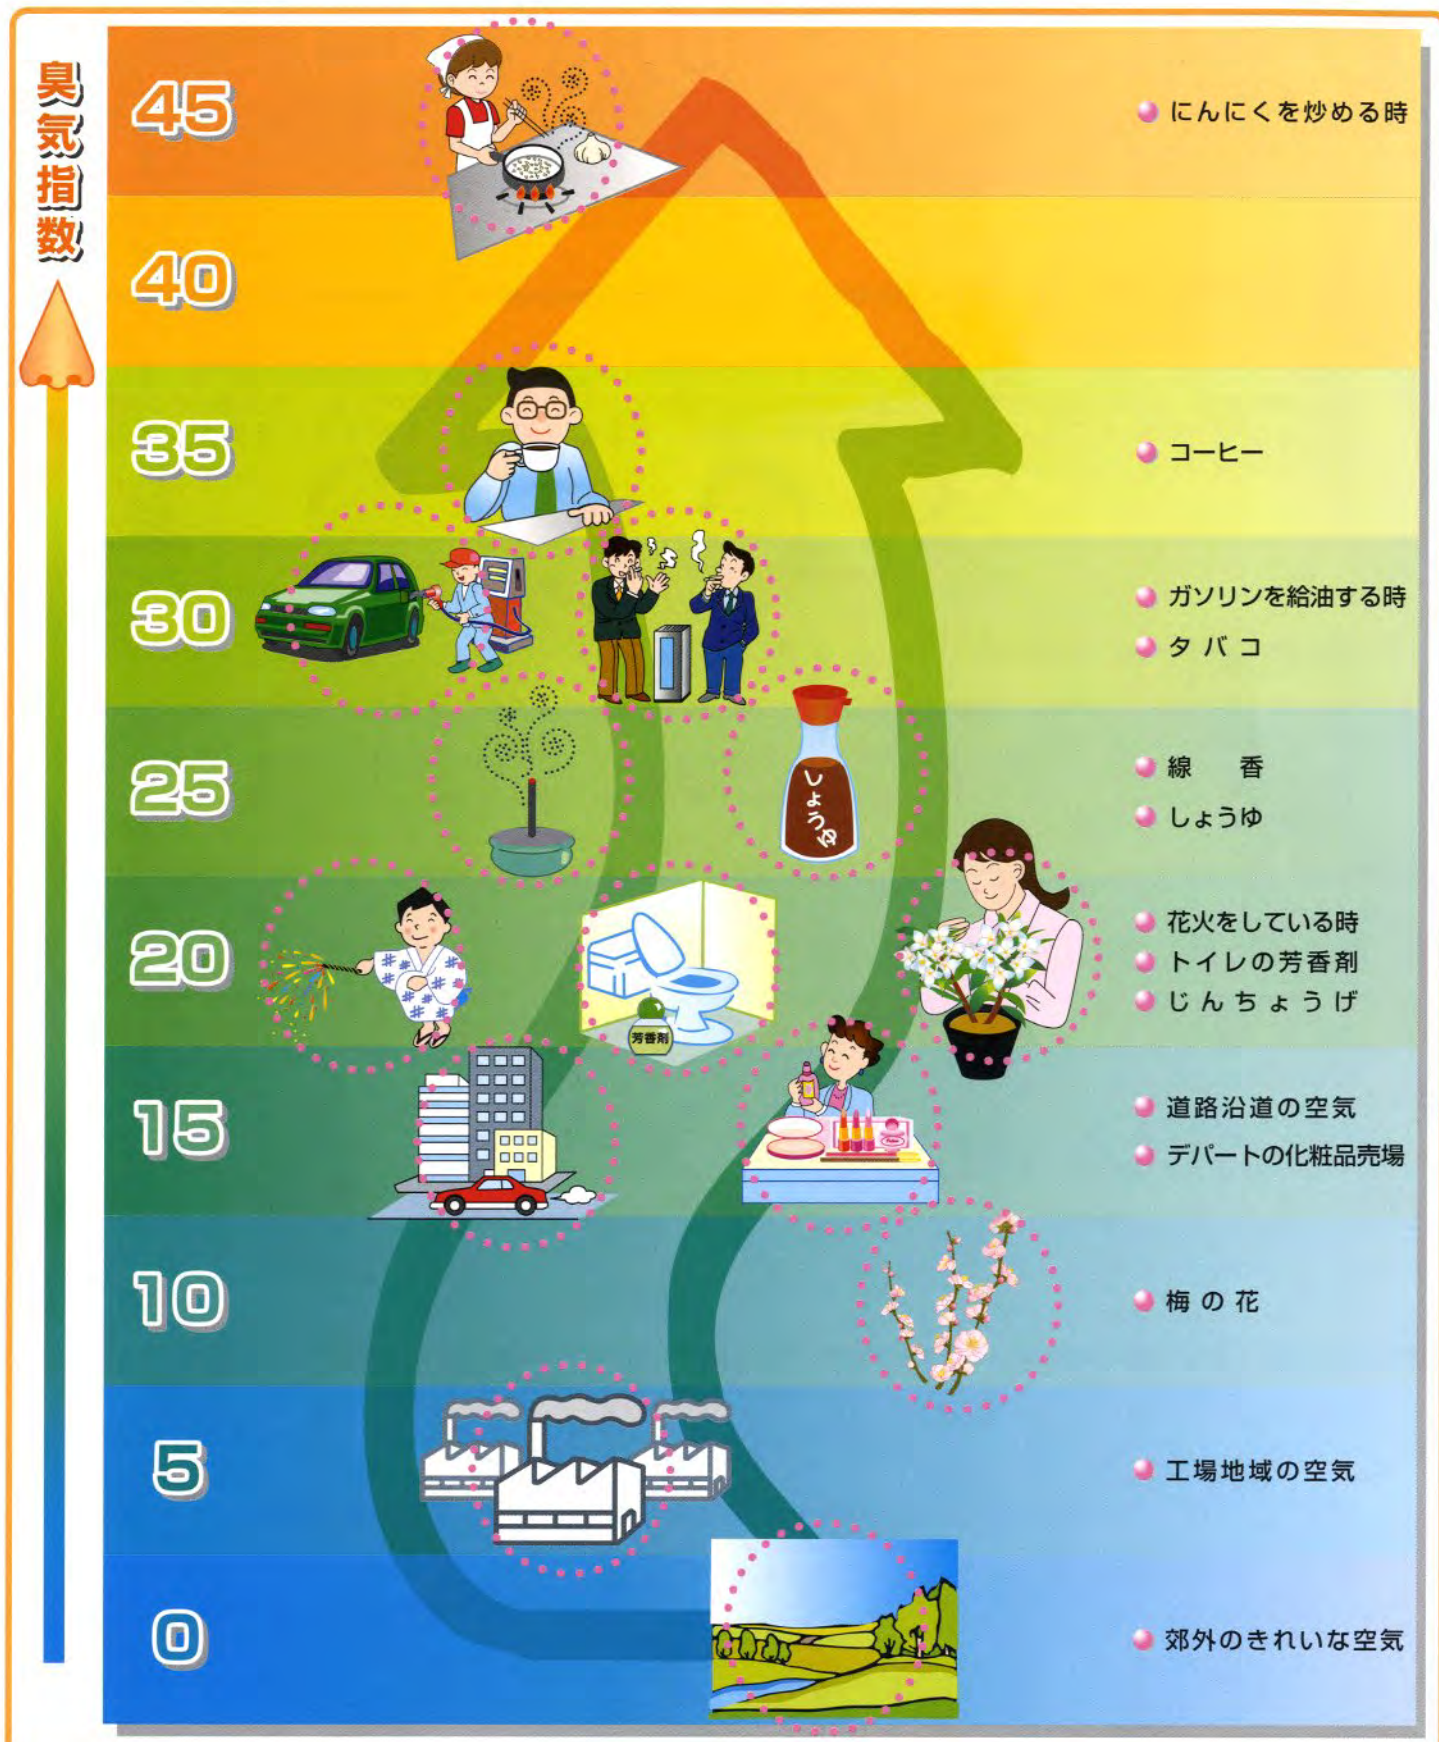 臭気指数
45
にんにくを炒める時
40
35
コーヒー
30
ガソリンを給油する時
タバコ
25
線 香
しょうゆ
しょうゆ
20
花火をしている時
トイレの芳香剤
じんちょうげ
芳香剤
15
道路沿道の空気
デパートの化粧品売場
10
梅の花
5
工場地域の空気
0
郊外のきれいな空気